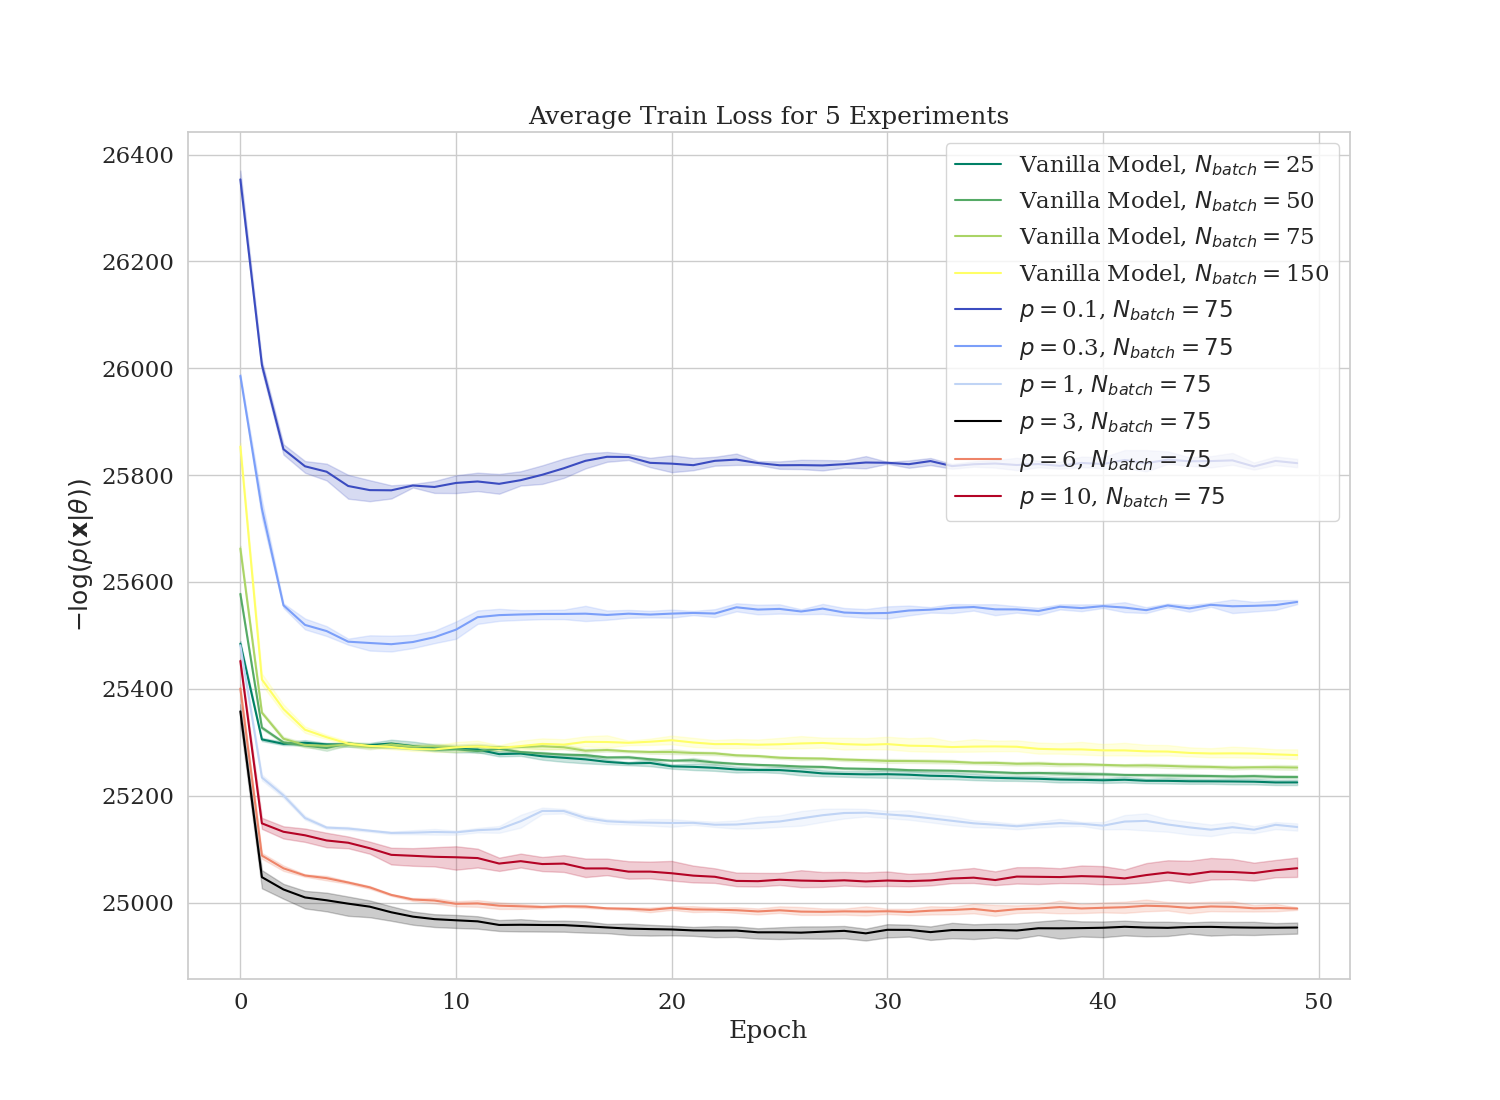 Average Train Loss for 5 Experiments
26400
26200
26000
25800
25600
25400
25200
25000
−log(p(𝐱|θ))
0 10 20 30 40 50
Epoch
Vanilla Model, N_batch = 25
Vanilla Model, N_batch = 50
Vanilla Model, N_batch = 75
Vanilla Model, N_batch = 150
p = 0.1, N_batch = 75
p = 0.3, N_batch = 75
p = 1, N_batch = 75
p = 3, N_batch = 75
p = 6, N_batch = 75
p = 10, N_batch = 75